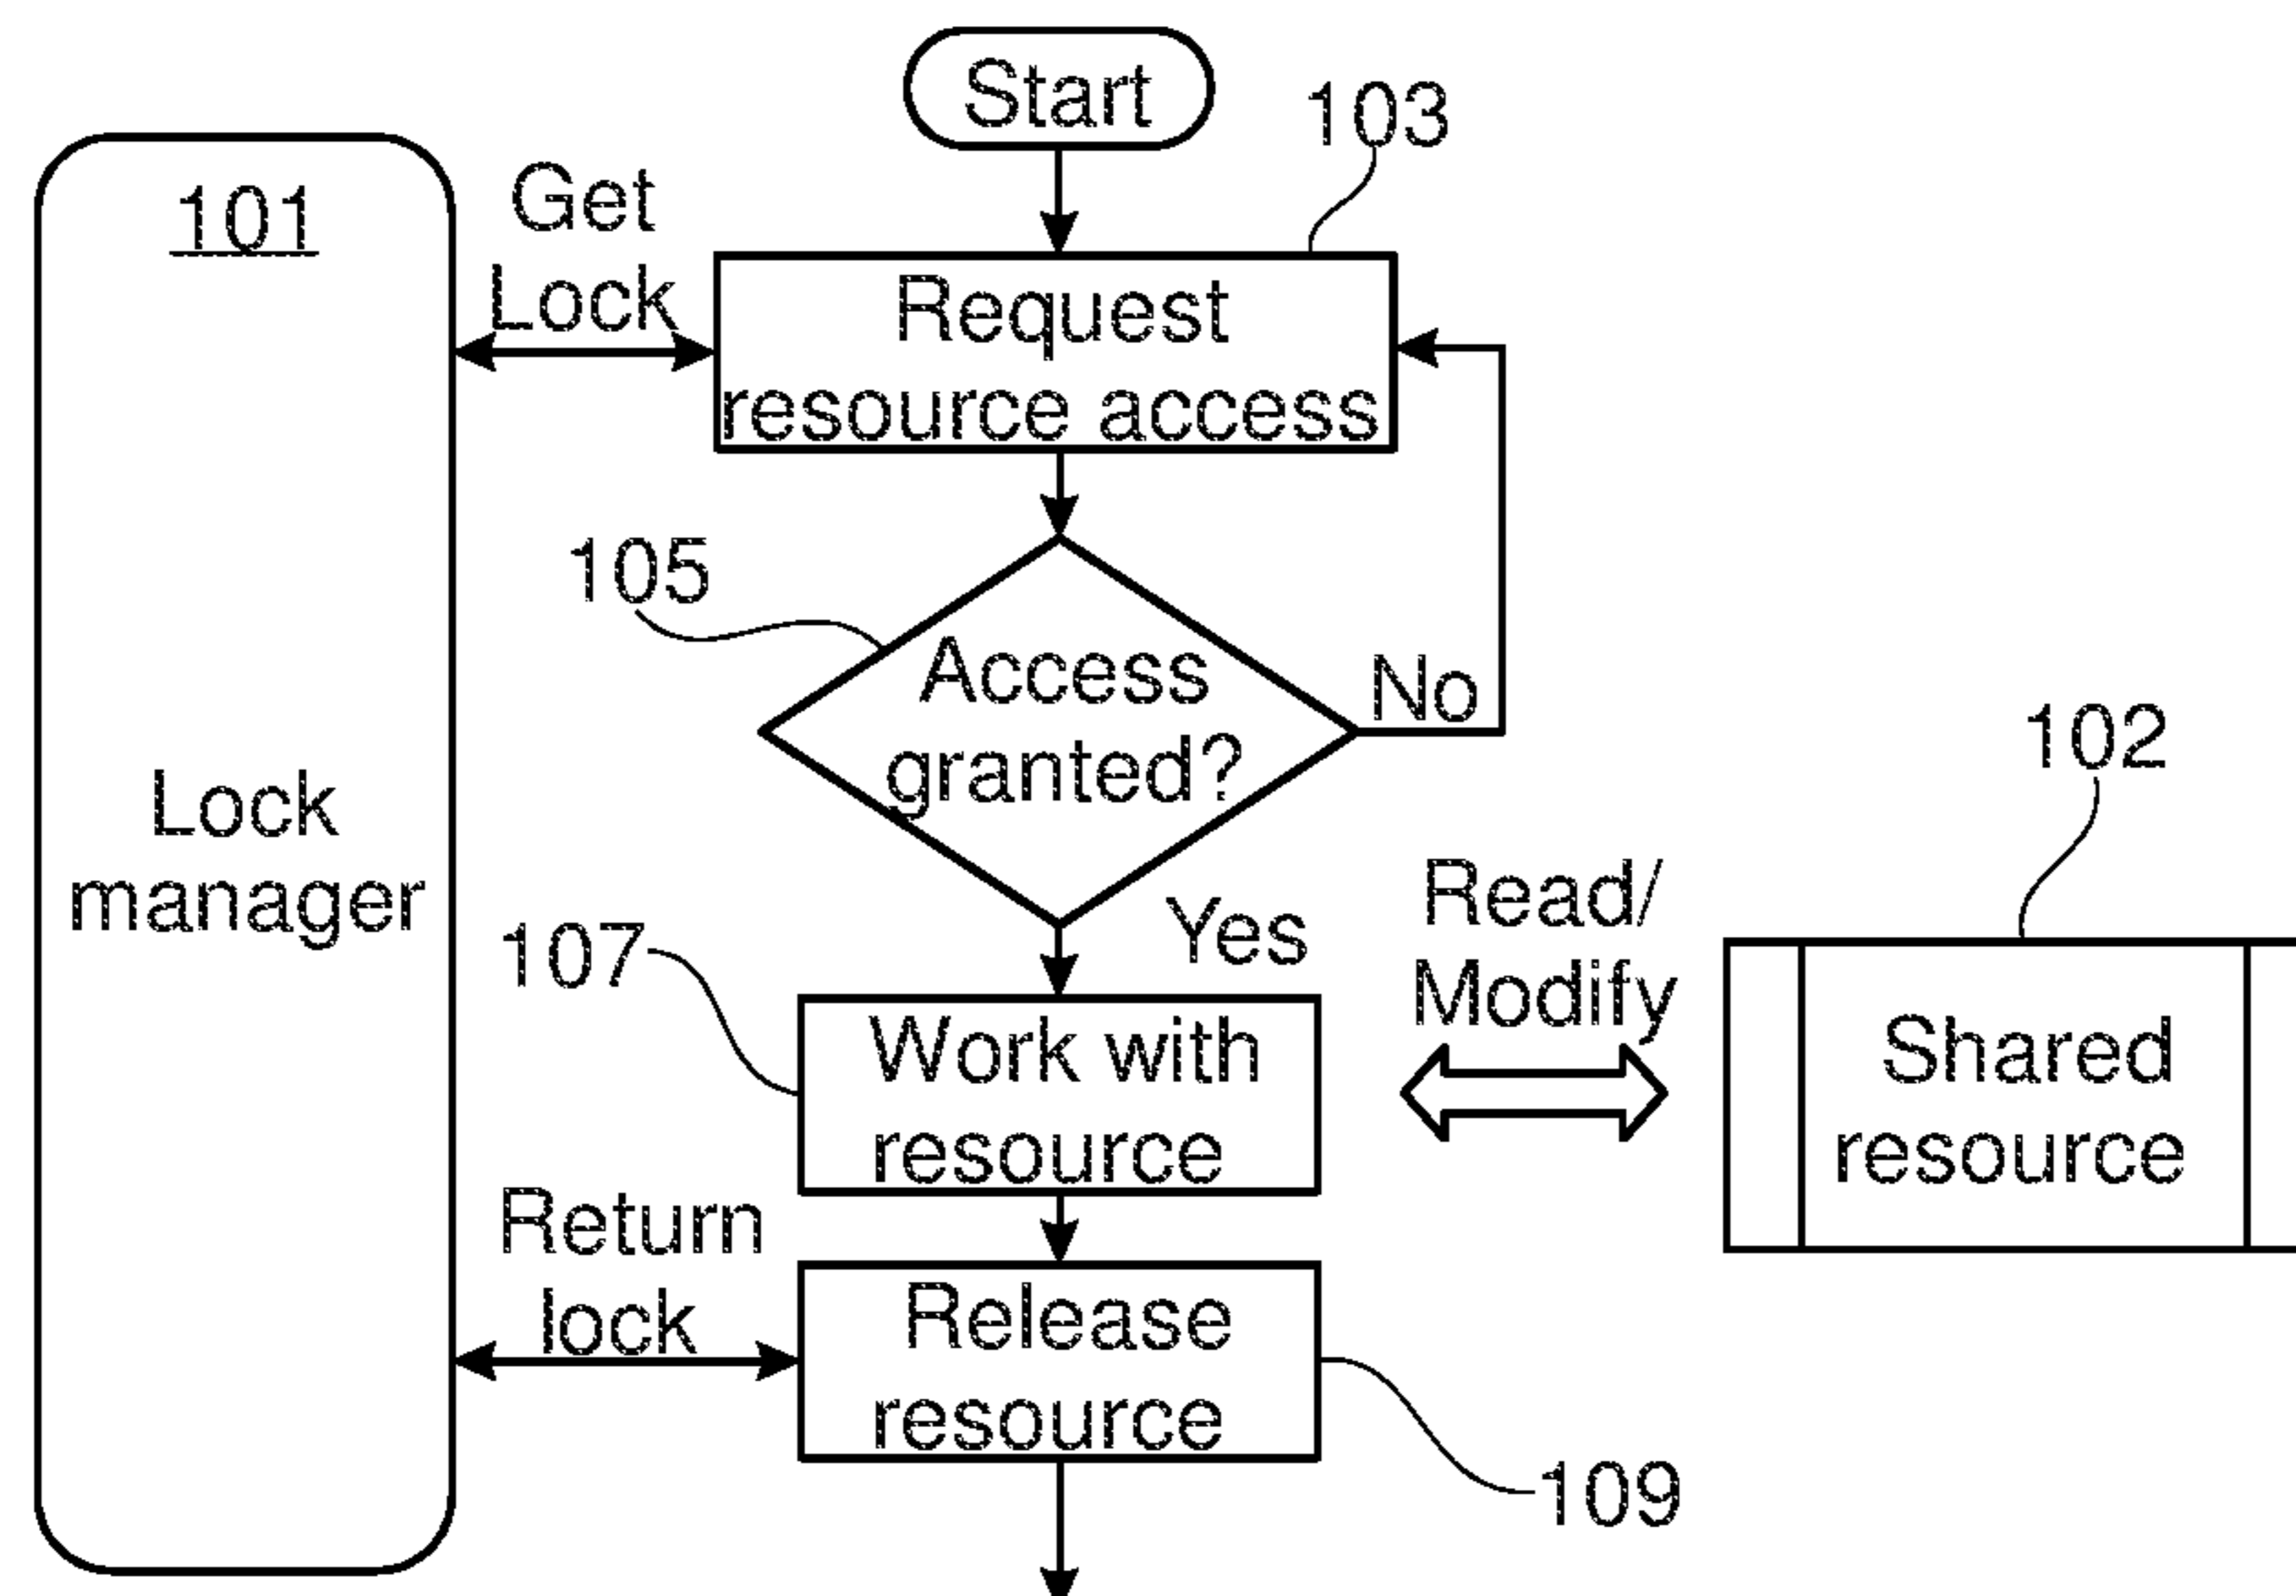 Start
103
101
Get
Lock
Request
resource access
105
Access
granted?
No
102
Lock
manager
Yes
Read/
Modify
107
Work with
resource
Shared
resource
Return
lock
Release
resource
109